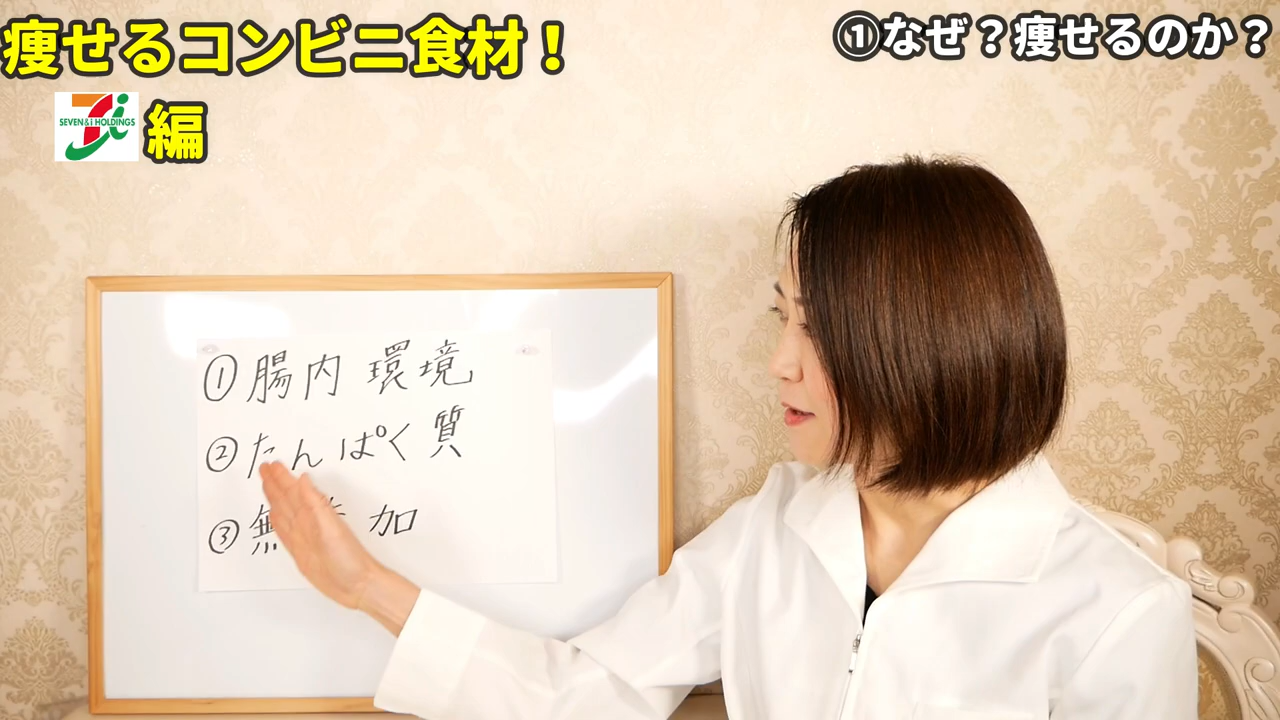 痩せるコンビニ食材！
①なぜ？痩せるのか？
SEVEN & i HOLDINGS
編
①腸内環境
②たんぱく質
③無 加